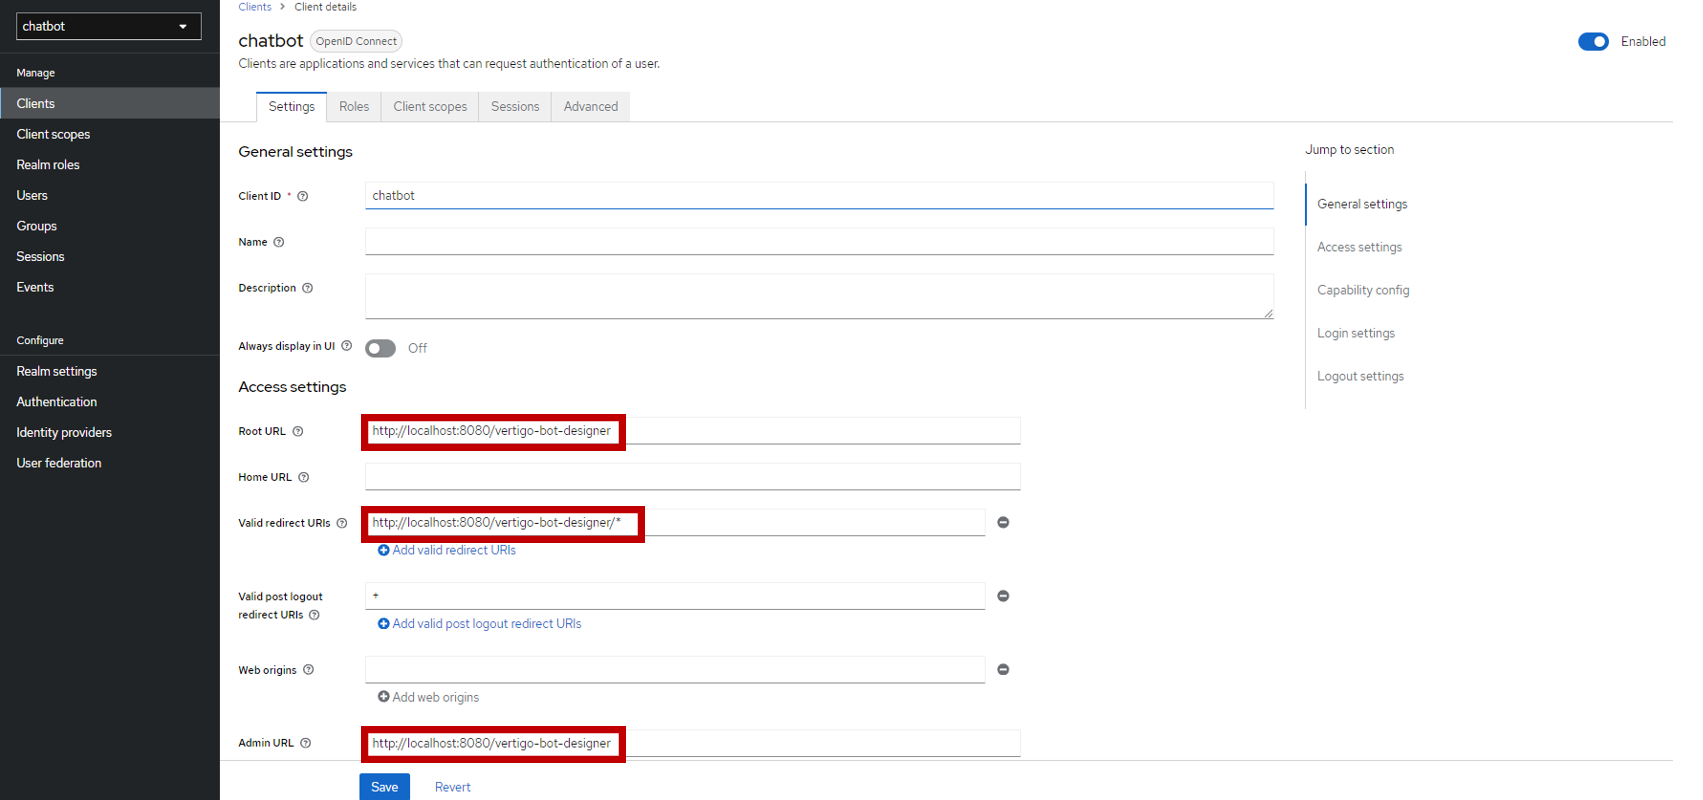 chatbot
Manage
Clients
Client scopes
Realm roles
Users
Groups
Sessions
Events
Configure
Realm settings
Authentication
Identity providers
User federation
Clients > Client details
chatbot OpenID Connect
Enabled
Clients are applications and services that can request authentication of a user.
Settings Roles Client scopes Sessions Advanced
General settings
Client ID * chatbot
Name
Description
Always display in UI Off
Access settings
Root URL http://localhost:8080/vertigo-bot-designer
Home URL
Valid redirect URIs http://localhost:8080/vertigo-bot-designer/*
Add valid redirect URIs
Valid post logout redirect URIs +
Add valid post logout redirect URIs
Web origins
Add web origins
Admin URL http://localhost:8080/vertigo-bot-designer
Save Revert
Jump to section
General settings
Access settings
Capability config
Login settings
Logout settings